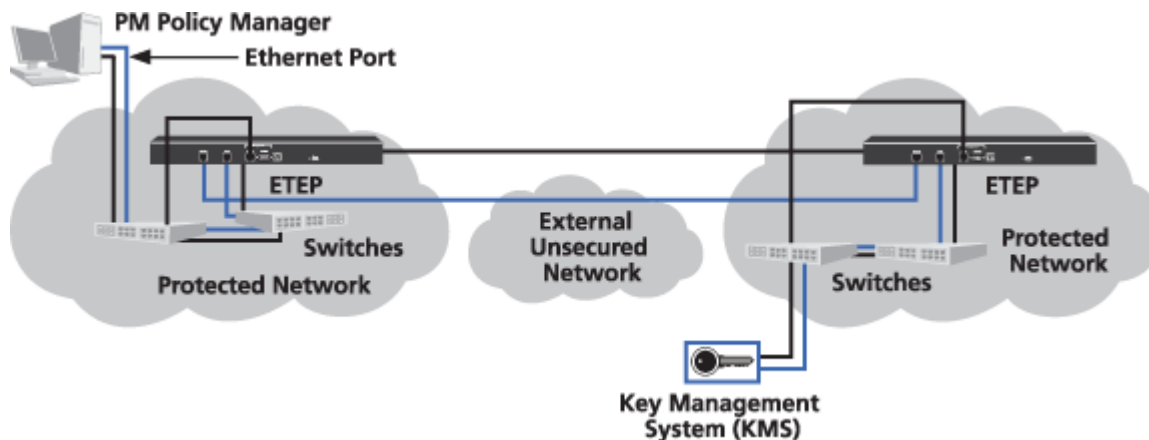 PM Policy Manager
Ethernet Port
ETEP
Switches
Protected Network
External
Unsecured
Network
ETEP
Protected
Network
Switches
Key Management
System (KMS)